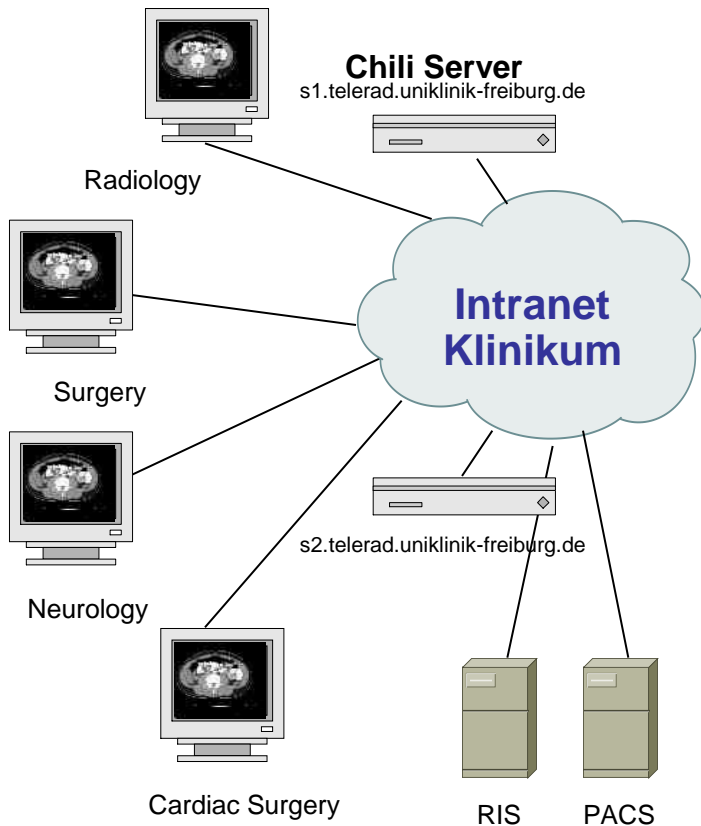 Chili Server
s1.telerad.uniklinik-freiburg.de
Radiology
Intranet
Klinikum
Surgery
s2.telerad.uniklinik-freiburg.de
Neurology
Cardiac Surgery
RIS
PACS